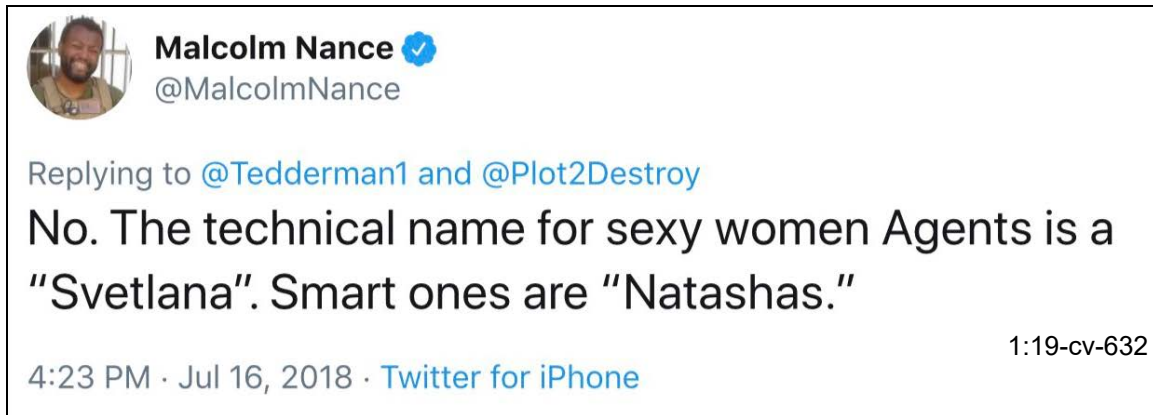 Malcolm Nance
@MalcolmNance
Replying to @Tedderman1 and @Plot2Destroy
No. The technical name for sexy women Agents is a
“Svetlana”. Smart ones are “Natashas.”
1:19-cv-632
4:23 PM · Jul 16, 2018 · Twitter for iPhone